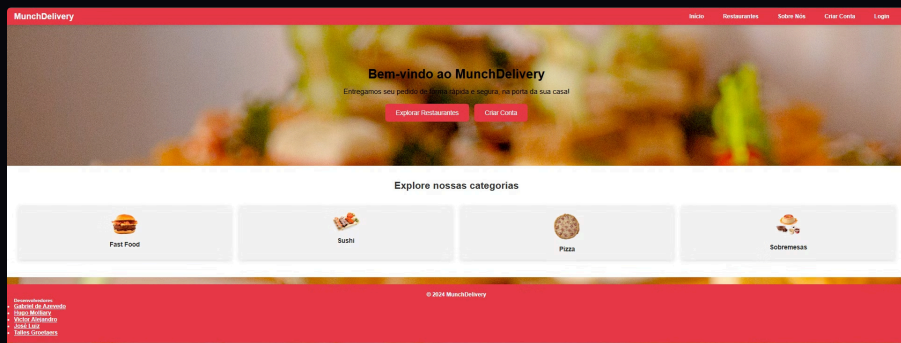 MunchDelivery
Início Restaurantes Sobre Nós Criar Conta Login
Bem-vindo ao MunchDelivery
Entregamos seu pedido de forma rápida e segura, na porta da sua casa!
Explorar Restaurantes Criar Conta
Explore nossas categorias
Fast Food
Sushi
Pizza
Sobremesas
© 2024 MunchDelivery
Desenvolvedores
Gabriel de Azevedo
Hugo Molliary
Victor Alejandro
José Luiz
Talles Groetaers